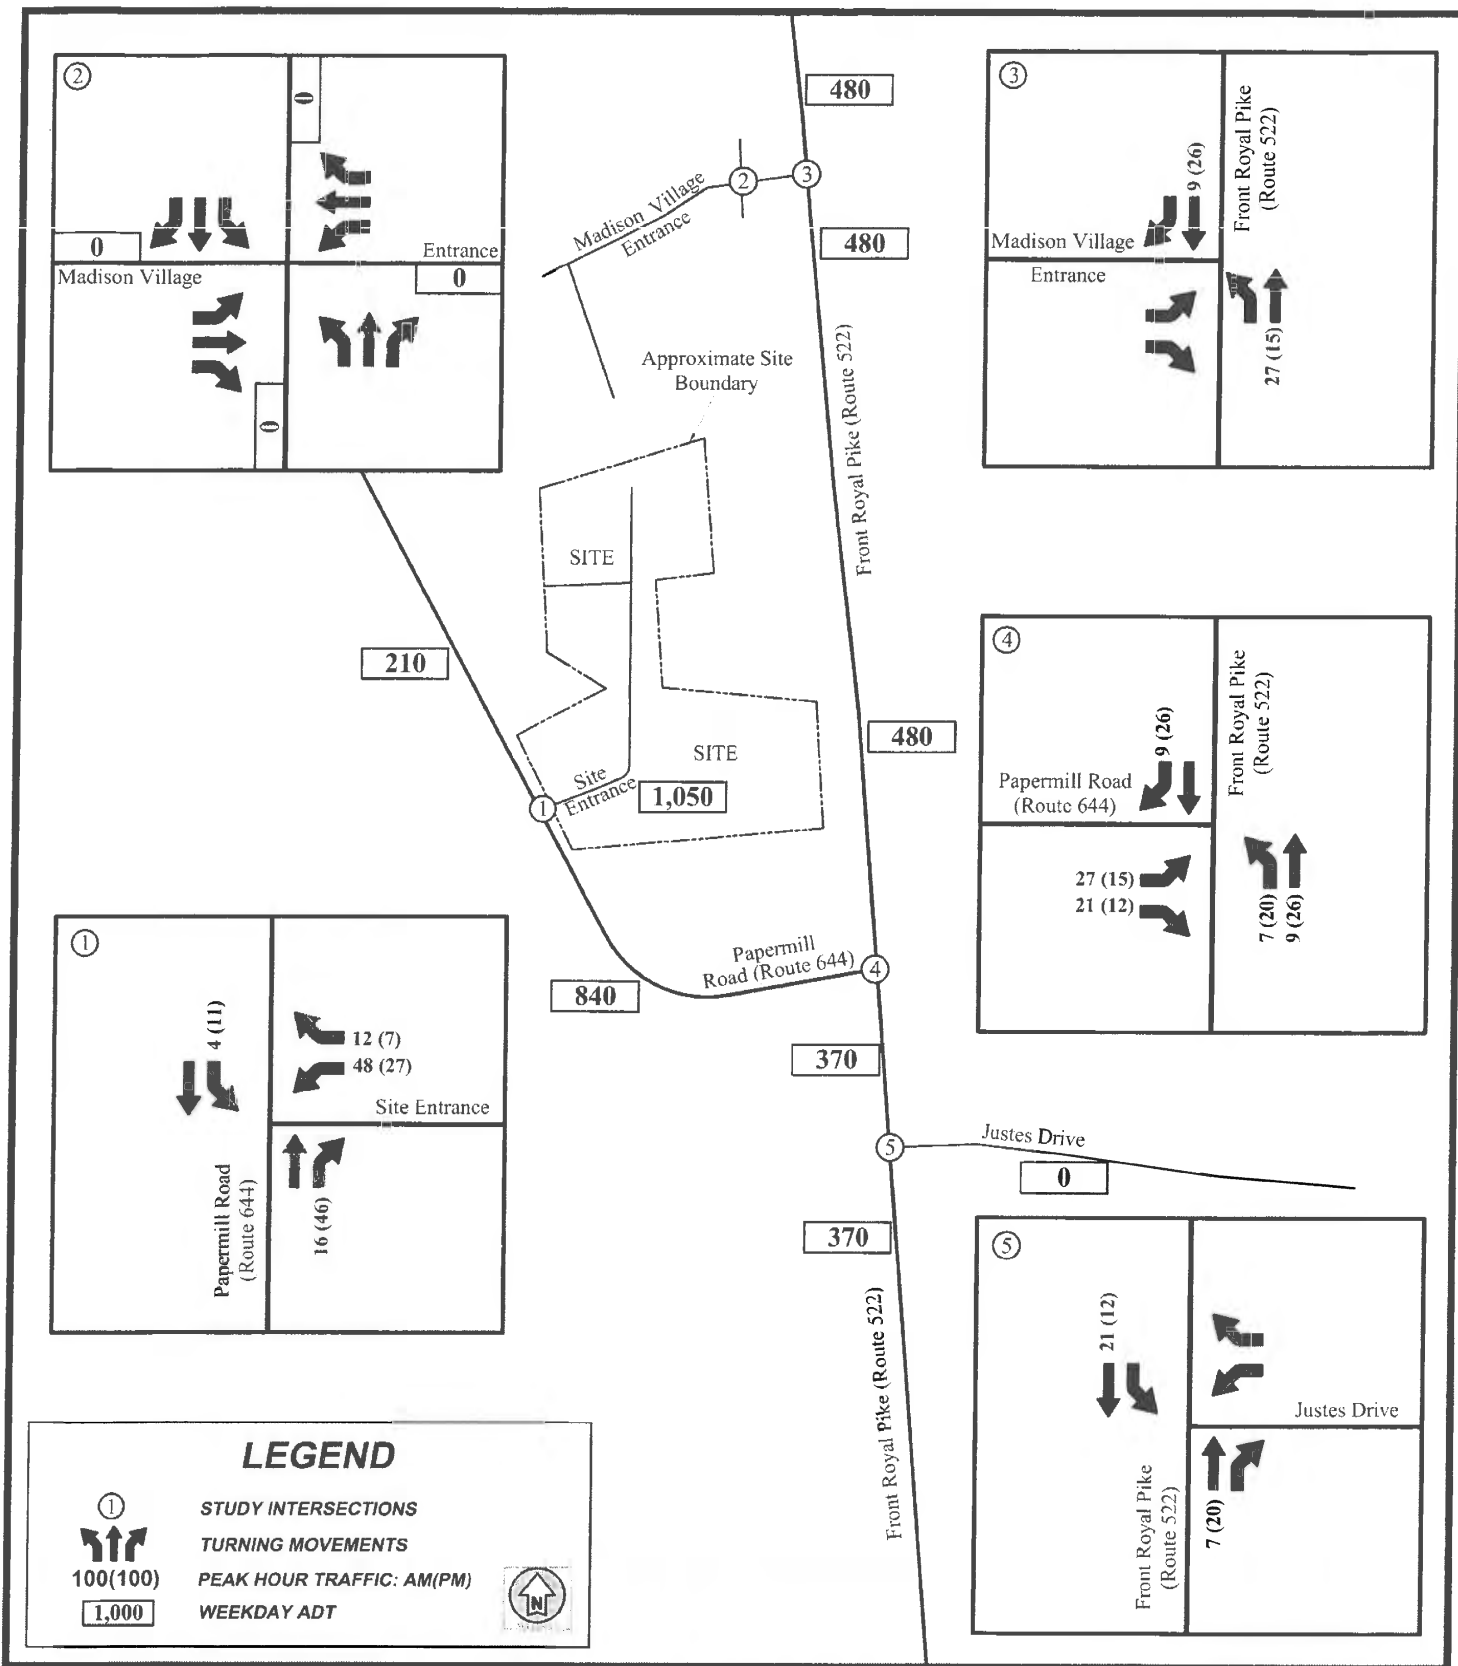 2
0
0
Entrance
0
Madison Village
0
480
3
Front Royal Pike
(Route 522)
9 (26)
Madison Village
Entrance
27 (15)
Madison Village
Entrance
2
3
480
Approximate Site
Boundary
Front Royal Pike (Route 522)
SITE
210
480
SITE
Site
Entrance
1,050
1
4
Front Royal Pike
(Route 522)
9 (26)
Papermill Road
(Route 644)
27 (15)
21 (12)
7 (20)
9 (26)
1
4 (11)
12 (7)
48 (27)
Site Entrance
Papermill Road
(Route 644)
16 (46)
Papermill
Road (Route 644)
4
840
370
5
Justes Drive
0
370
Front Royal Pike (Route 522)
5
21 (12)
Justes Drive
Front Royal Pike
(Route 522)
7 (20)
LEGEND
1
STUDY INTERSECTIONS
TURNING MOVEMENTS
100(100)
PEAK HOUR TRAFFIC: AM(PM)
1,000
WEEKDAY ADT
N